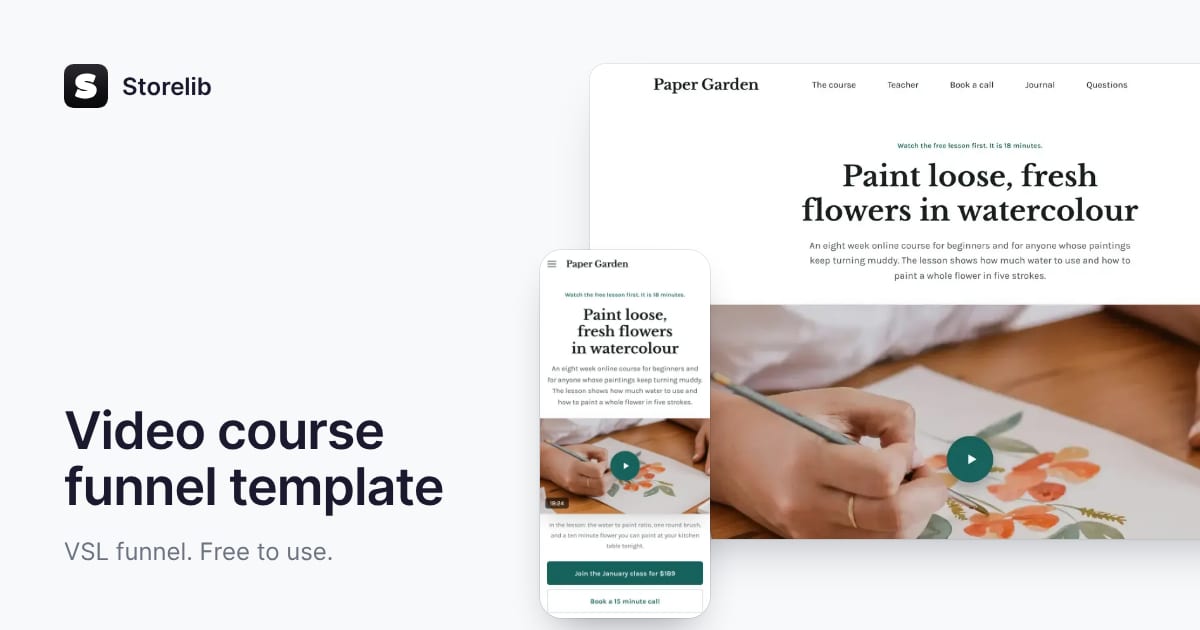 Storelib
Video course
funnel template
VSL funnel. Free to use.
Paper Garden
The course
Teacher
Book a call
Journal
Questions
Watch the free lesson first. It is 18 minutes.
Paint loose, fresh
flowers in watercolour
An eight week online course for beginners and for anyone whose paintings
keep turning muddy. The lesson shows how much water to use and how to
paint a whole flower in five strokes.
Paper Garden
Watch the free lesson first. It is 18 minutes.
Paint loose,
fresh flowers
in watercolour
An eight week online course for beginners and
for anyone whose paintings keep turning muddy.
The lesson shows how much water to use and
how to paint a whole flower in five strokes.
In the lesson: the water to paint ratio, one round brush,
and a ten minute flower you can paint at your kitchen
table tonight.
Join the January class for $189
Book a 15 minute call